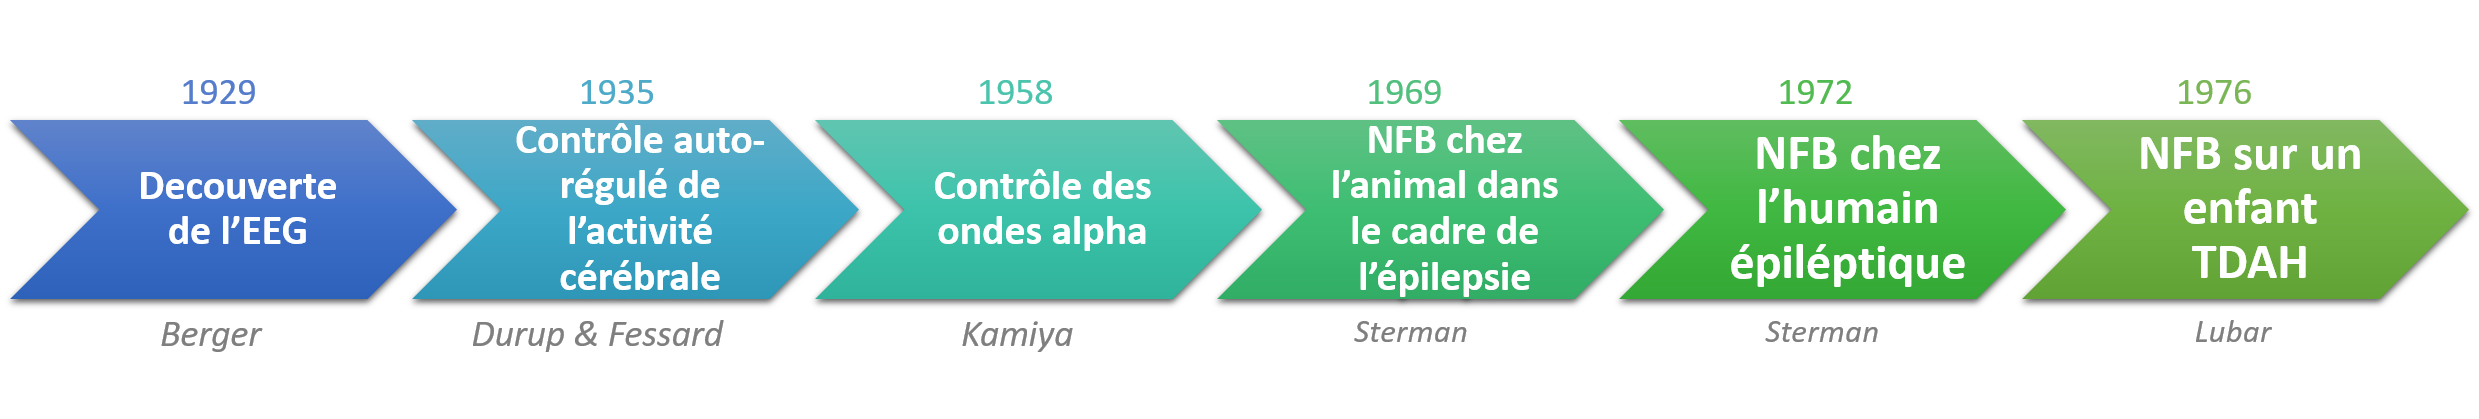 1929
Decouverte
de l’EEG
Berger
1935
Contrôle auto-
régulé de
l’activité
cérébrale
Durup & Fessard
1958
Contrôle des
ondes alpha
Kamiya
1969
NFB chez
l’animal dans
le cadre de
l’épilepsie
Sterman
1972
NFB chez
l’humain
épiléptique
Sterman
1976
NFB sur un
enfant
TDAH
Lubar